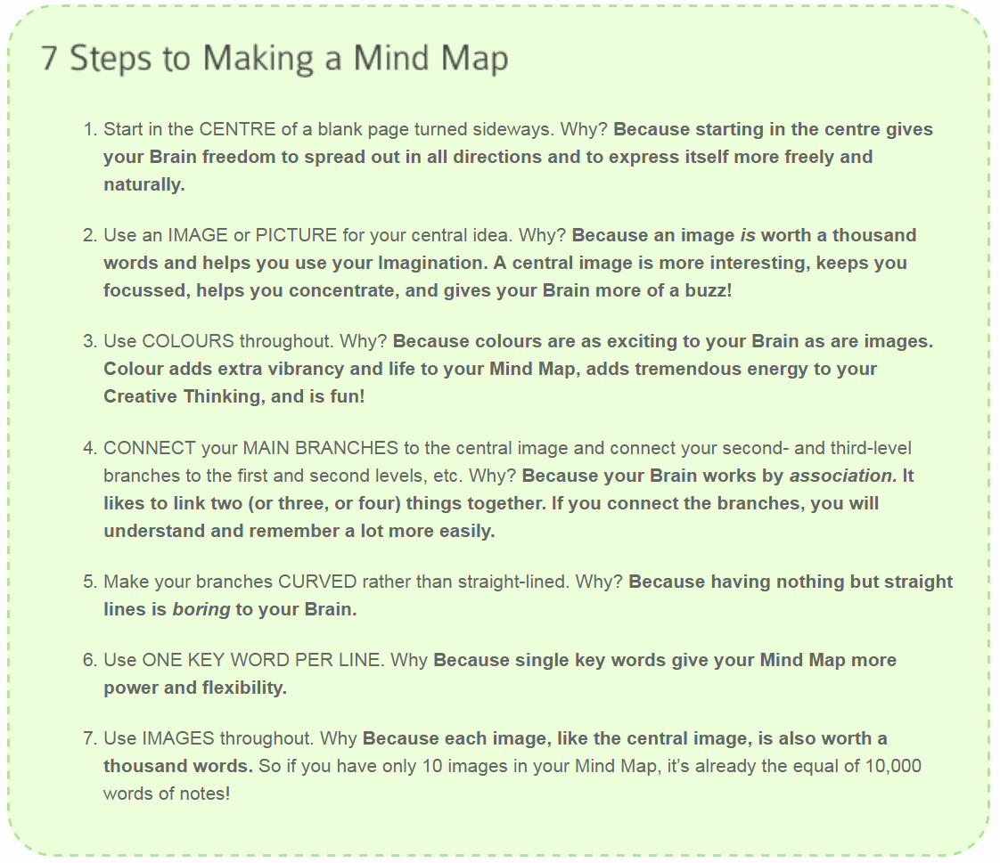 7 Steps to Making a Mind Map
1. Start in the CENTRE of a blank page turned sideways. Why? Because starting in the centre gives
your Brain freedom to spread out in all directions and to express itself more freely and
naturally.
2. Use an IMAGE or PICTURE for your central idea. Why? Because an image is worth a thousand
words and helps you use your Imagination. A central image is more interesting, keeps you
focussed, helps you concentrate, and gives your Brain more of a buzz!
3. Use COLOURS throughout. Why? Because colours are as exciting to your Brain as are images.
Colour adds extra vibrancy and life to your Mind Map, adds tremendous energy to your
Creative Thinking, and is fun!
4. CONNECT your MAIN BRANCHES to the central image and connect your second- and third-level
branches to the first and second levels, etc. Why? Because your Brain works by association. It
likes to link two (or three, or four) things together. If you connect the branches, you will
understand and remember a lot more easily.
5. Make your branches CURVED rather than straight-lined. Why? Because having nothing but straight
lines is boring to your Brain.
6. Use ONE KEY WORD PER LINE. Why Because single key words give your Mind Map more
power and flexibility.
7. Use IMAGES throughout. Why Because each image, like the central image, is also worth a
thousand words. So if you have only 10 images in your Mind Map, it's already the equal of 10,000
words of notes!